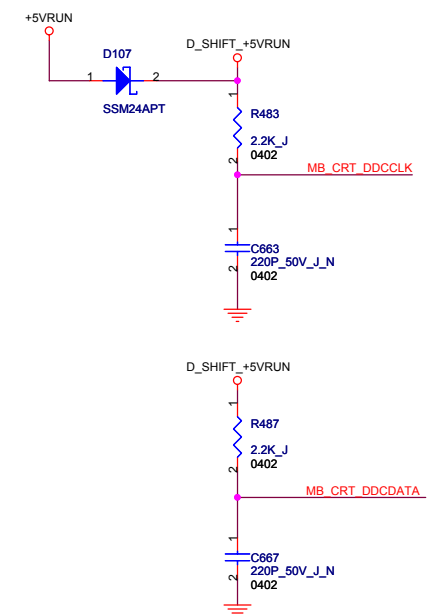 +5VRUN
D107
D_SHIFT_+5VRUN
1
2
SSM24APT
1
R483
2.2K_J
0402
2
MB_CRT_DDCCLK
1
C663
220P_50V_J_N
0402
2
D_SHIFT_+5VRUN
1
R487
2.2K_J
0402
2
MB_CRT_DDCDATA
1
C667
220P_50V_J_N
0402
2